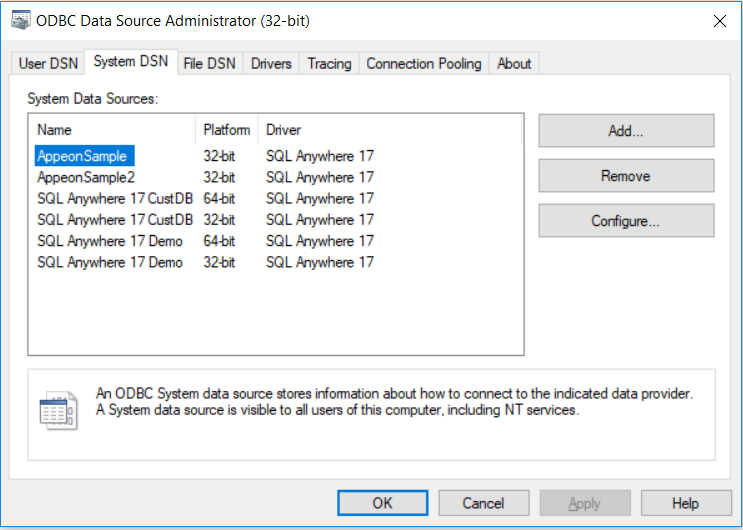 ODBC Data Source Administrator (32-bit)
User DSN System DSN File DSN Drivers Tracing Connection Pooling About
System Data Sources:
Name Platform Driver
AppeonSample 32-bit SQL Anywhere 17
AppeonSample2 32-bit SQL Anywhere 17
SQL Anywhere 17 CustDB 64-bit SQL Anywhere 17
SQL Anywhere 17 CustDB 32-bit SQL Anywhere 17
SQL Anywhere 17 Demo 64-bit SQL Anywhere 17
SQL Anywhere 17 Demo 32-bit SQL Anywhere 17
Add...
Remove
Configure...
An ODBC System data source stores information about how to connect to the indicated data provider.
A System data source is visible to all users of this computer, including NT services.
OK Cancel Apply Help